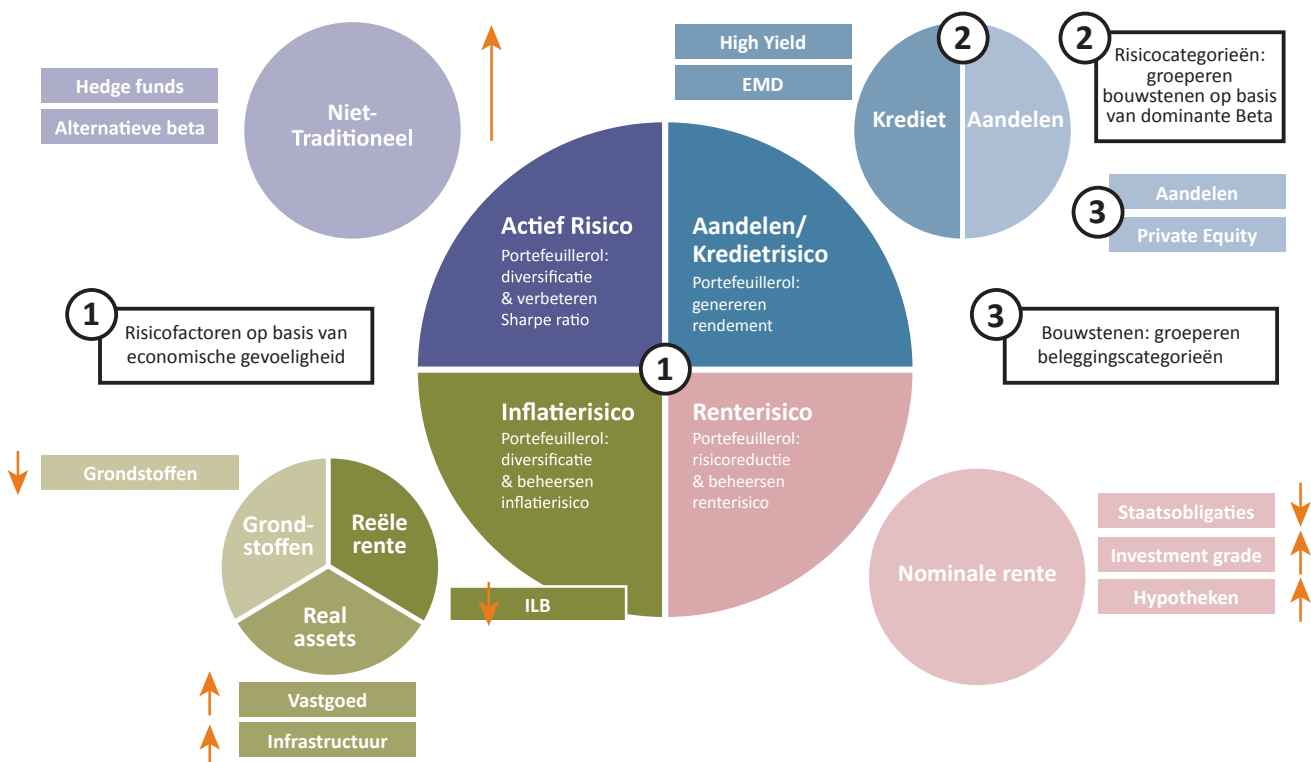 Hedge funds
Alternatieve beta
Niet-
Traditioneel
High Yield
EMD
2
Krediet
Aandelen
2
Risicocategorieën:
groeperen
bouwstenen op basis
van dominante Beta
3
Aandelen
Private Equity
Actief Risico
Portefeuillerol:
diversificatie
& verbeteren
Sharpe ratio
Aandelen/
Kredietrisico
Portefeuillerol:
genereren
rendement
1
Risicofactoren op basis van
economische gevoeligheid
3
Bouwstenen: groeperen
beleggingscategorieën
1
Inflatierisico
Portefeuillerol:
diversificatie
& beheersen
inflatierisico
Renterisico
Portefeuillerol:
risicoreductie
& beheersen
renterisico
Grondstoffen
Grond-
stoffen
Reële
rente
Real
assets
ILB
Vastgoed
Infrastructuur
Nominale rente
Staatsobligaties
Investment grade
Hypotheken